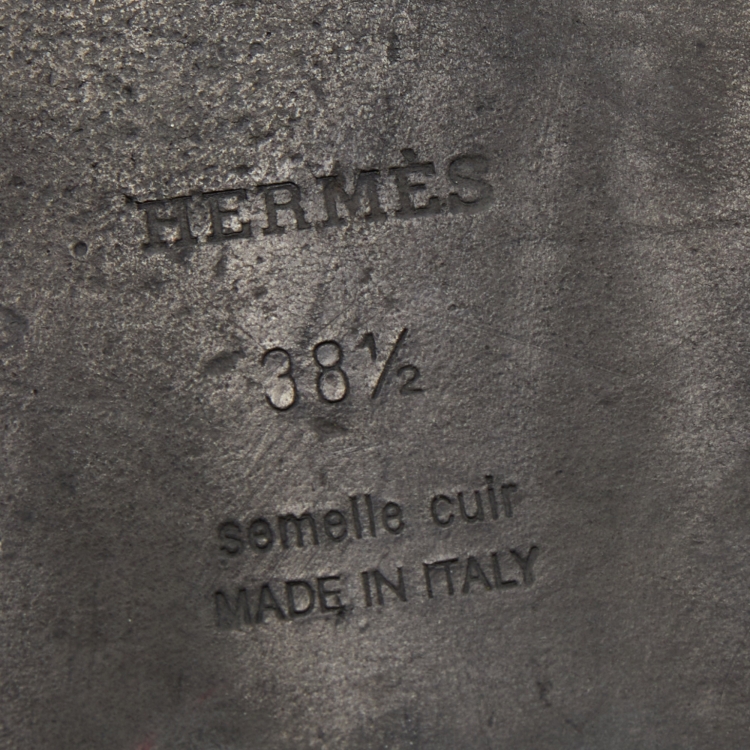 HERMÈS
38½
semelle cuir
MADE IN ITALY